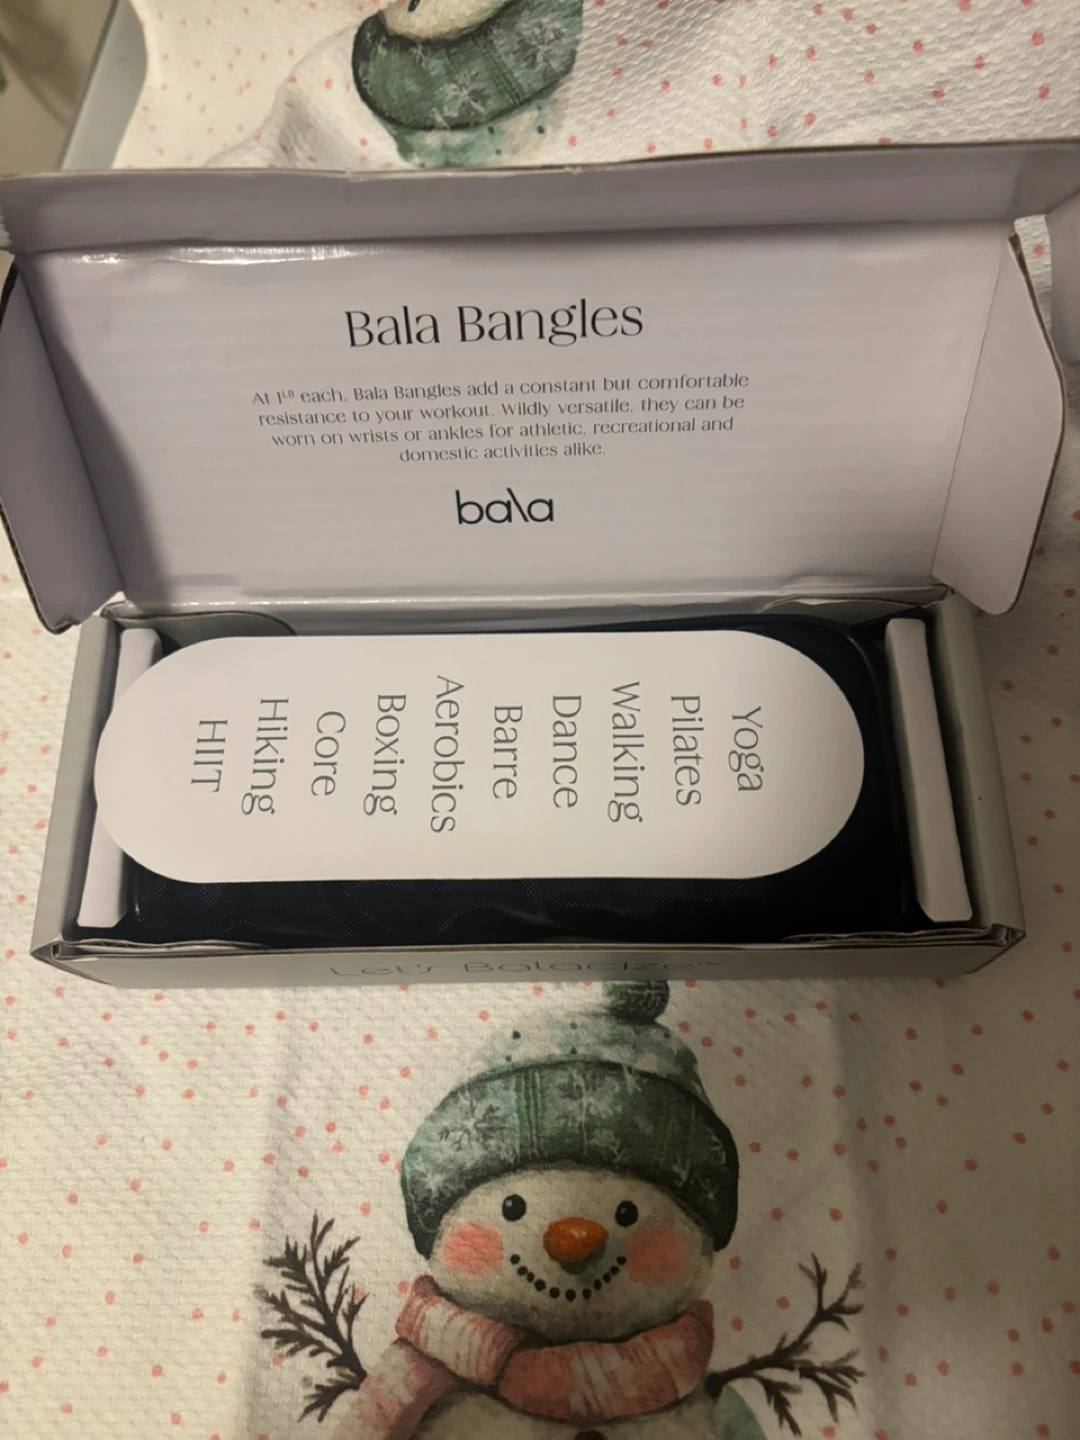 Bala Bangles
At 1LB each, Bala Bangles add a constant but comfortable
resistance to your workout. Wildly versatile, they can be
worn on wrists or ankles for athletic, recreational and
domestic activities alike.
bala
Yoga
Pilates
Walking
Dance
Barre
Aerobics
Boxing
Core
Hiking
HIIT
Let's Balacize™